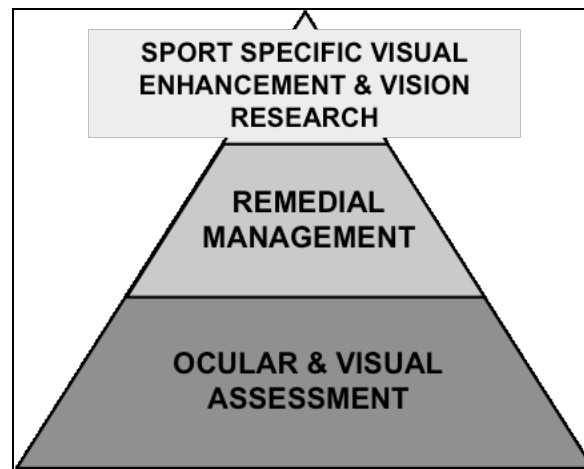 SPORT SPECIFIC VISUAL
ENHANCEMENT & VISION
RESEARCH
REMEDIAL
MANAGEMENT
OCULAR & VISUAL
ASSESSMENT